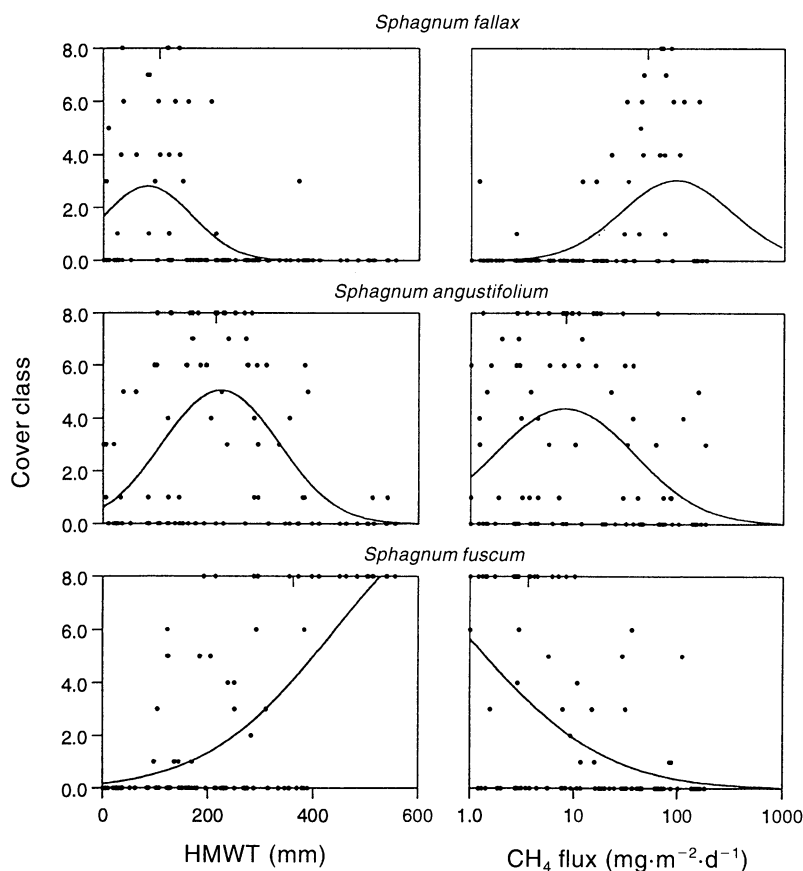 Sphagnum fallax
8.0
6.0
4.0
2.0
0.0
Sphagnum angustifolium
8.0
6.0
4.0
2.0
0.0
Cover class
Sphagnum fuscum
8.0
6.0
4.0
2.0
0.0
0 200 400 600
1.0 10 100 1000
HMWT (mm)
CH₄ flux (mg·m⁻²·d⁻¹)